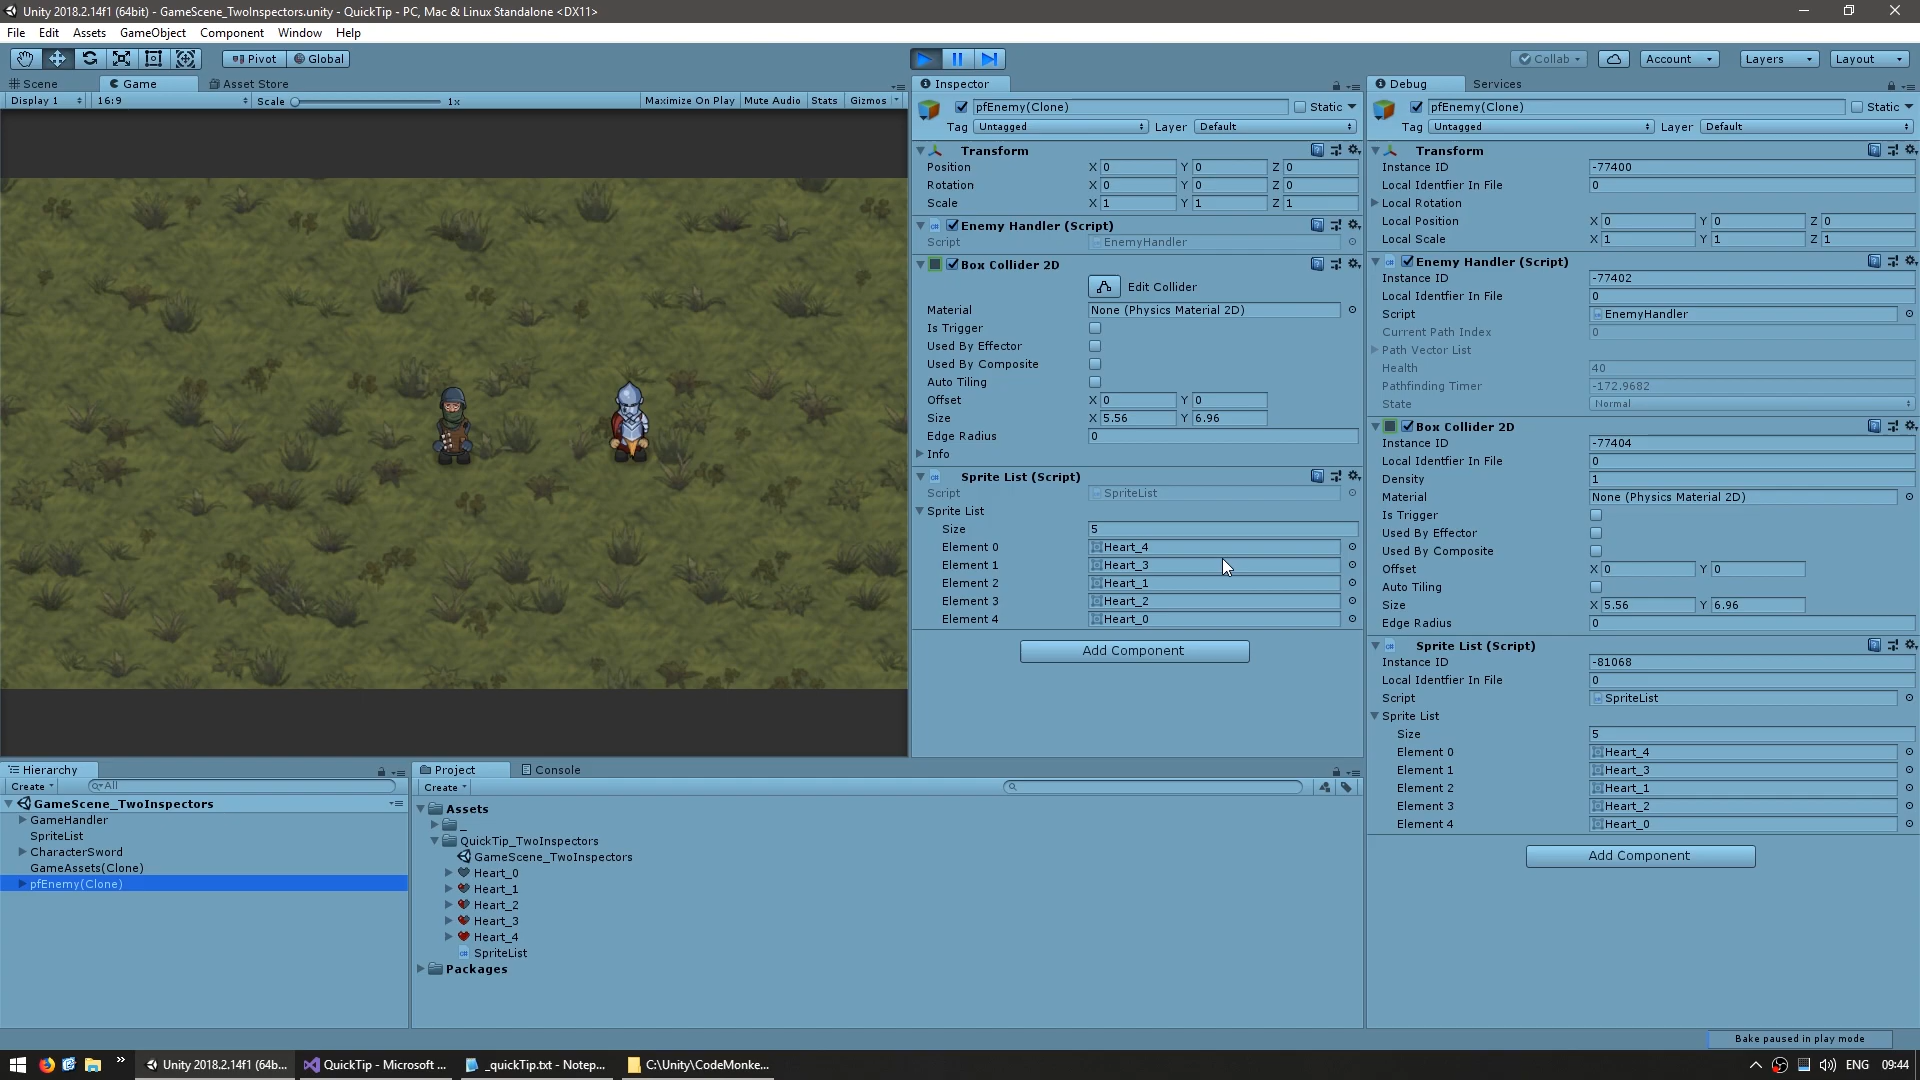 Unity 2018.2.14f1 (64bit) - GameScene_TwoInspectors.unity - QuickTip - PC, Mac & Linux Standalone <DX11>
File Edit Assets GameObject Component Window Help
Pivot Global Collab Account Layers Layout
Scene Game Asset Store
Display 1 16:9 Scale 1x Maximize On Play Mute Audio Stats Gizmos
Inspector
pfEnemy(Clone) Static
Tag Untagged Layer Default
Transform
Position X 0 Y 0 Z 0
Rotation X 0 Y 0 Z 0
Scale X 1 Y 1 Z 1
Enemy Handler (Script)
Script EnemyHandler
Box Collider 2D
Edit Collider
Material None (Physics Material 2D)
Is Trigger
Used By Effector
Used By Composite
Auto Tiling
Offset X 0 Y 0
Size X 5.56 Y 6.96
Edge Radius 0
Info
Sprite List (Script)
Script SpriteList
Sprite List
Size 5
Element 0 Heart_4
Element 1 Heart_3
Element 2 Heart_1
Element 3 Heart_2
Element 4 Heart_0
Add Component
Debug Services
pfEnemy(Clone) Static
Tag Untagged Layer Default
Transform
Instance ID -77400
Local Identfier In File 0
Local Rotation
Local Position X 0 Y 0 Z 0
Local Scale X 1 Y 1 Z 1
Enemy Handler (Script)
Instance ID -77402
Local Identfier In File 0
Script EnemyHandler
Current Path Index 0
Path Vector List
Health 40
Pathfinding Timer -172.9682
State Normal
Box Collider 2D
Instance ID -77404
Local Identfier In File 0
Density 1
Material None (Physics Material 2D)
Is Trigger
Used By Effector
Used By Composite
Offset X 0 Y 0
Auto Tiling
Size X 5.56 Y 6.96
Edge Radius 0
Sprite List (Script)
Instance ID -81068
Local Identfier In File 0
Script SpriteList
Sprite List
Size 5
Element 0 Heart_4
Element 1 Heart_3
Element 2 Heart_1
Element 3 Heart_2
Element 4 Heart_0
Add Component
Hierarchy
Create All
GameScene_TwoInspectors
GameHandler
SpriteList
CharacterSword
GameAssets(Clone)
pfEnemy(Clone)
Project Console
Create
Assets
_
QuickTip_TwoInspectors
GameScene_TwoInspectors
Heart_0
Heart_1
Heart_2
Heart_3
Heart_4
SpriteList
Packages
Bake paused in play mode
Unity 2018.2.14f1 (64b... QuickTip - Microsoft ... _quickTip.txt - Notep... C:\Unity\CodeMonke... ENG 09:44